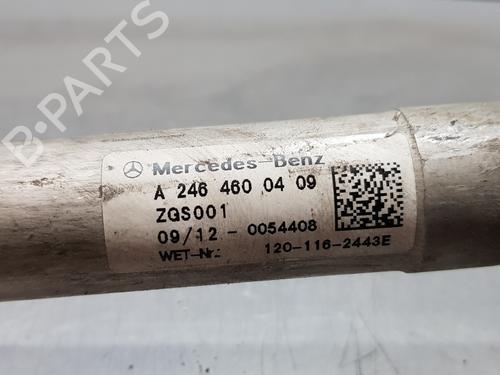 B-PARTS
Mercedes-Benz
A 246 460 04 09
ZGS001
09/12 - 0054408
WET-Nr.: 120-116-2443E